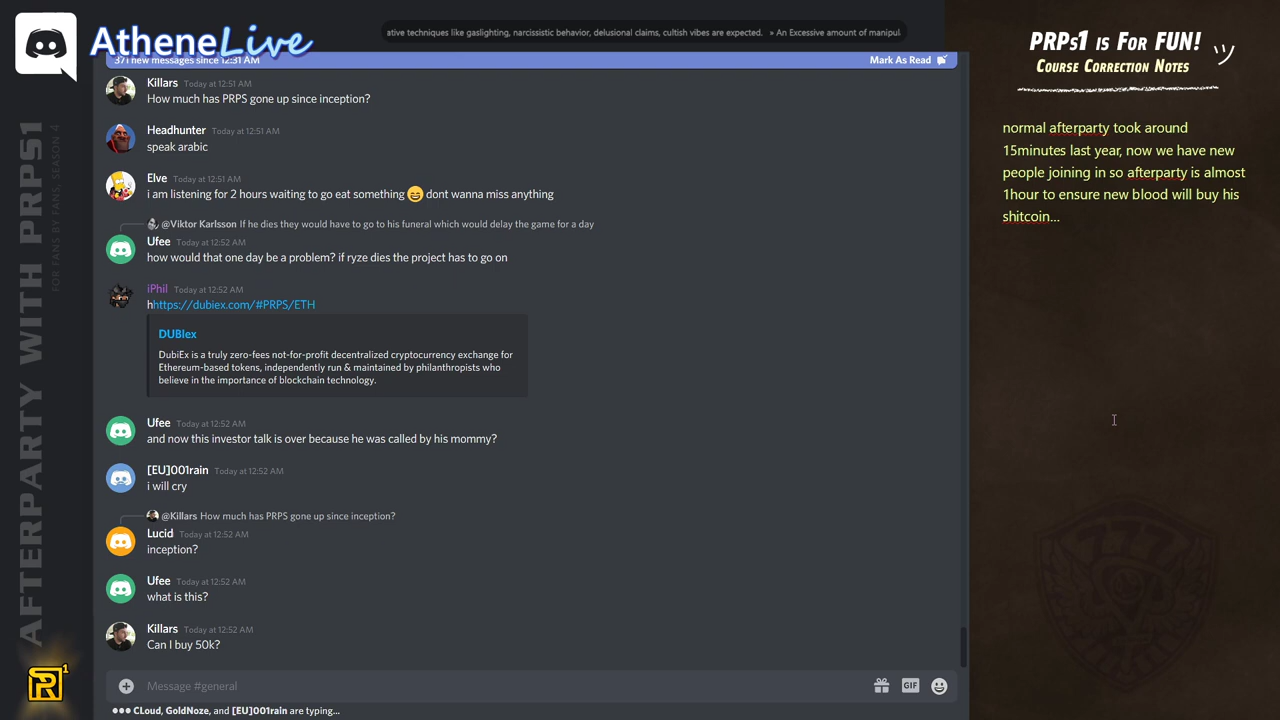 AtheneLive
ative techniques like gaslighting, narcissistic behavior, delusional claims, cultish vibes are expected. » An Excessive amount of manipul
371 new messages since 12:31 AM
Mark As Read
Killars Today at 12:51 AM
How much has PRPS gone up since inception?
Headhunter Today at 12:51 AM
speak arabic
Elve Today at 12:51 AM
i am listening for 2 hours waiting to go eat something 😄 dont wanna miss anything
@Viktor Karlsson If he dies they would have to go to his funeral which would delay the game for a day
Ufee Today at 12:52 AM
how would that one day be a problem? if ryze dies the project has to go on
iPhil Today at 12:52 AM
hhttps://dubiex.com/#PRPS/ETH
DUBIex
DubiEx is a truly zero-fees not-for-profit decentralized cryptocurrency exchange for
Ethereum-based tokens, independently run & maintained by philanthropists who
believe in the importance of blockchain technology.
Ufee Today at 12:52 AM
and now this investor talk is over because he was called by his mommy?
[EU]001rain Today at 12:52 AM
i will cry
@Killars How much has PRPS gone up since inception?
Lucid Today at 12:52 AM
inception?
Ufee Today at 12:52 AM
what is this?
Killars Today at 12:52 AM
Can I buy 50k?
Message #general
GIF
CLoud, GoldNoze, and [EU]001rain are typing...
AFTERPARTY WITH PRPS1
FOR FANS BY FANS, SEASON 4
R1
PRPs1 is For FUN! ツ
Course Correction Notes
normal afterparty took around
15minutes last year, now we have new
people joining in so afterparty is almost
1hour to ensure new blood will buy his
shitcoin...
777